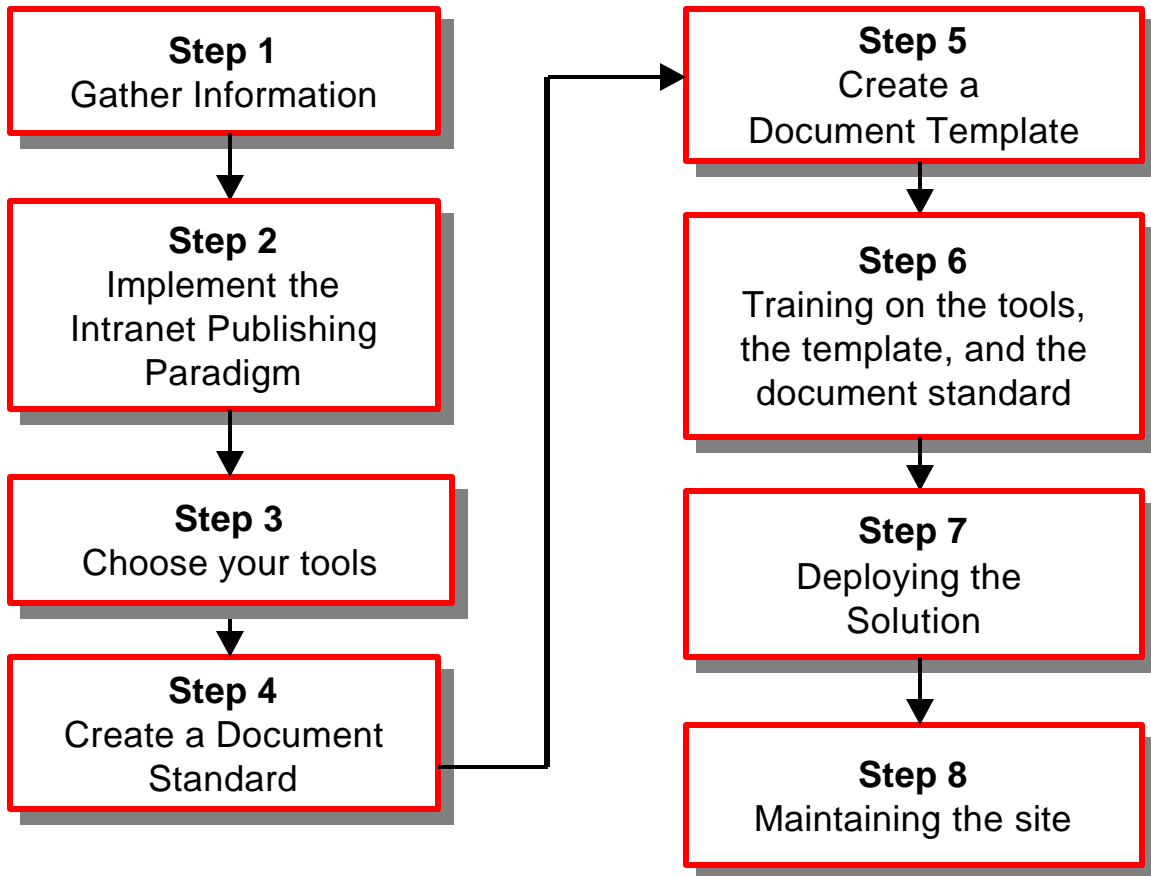 Step 1
Gather Information
Step 2
Implement the
Intranet Publishing
Paradigm
Step 3
Choose your tools
Step 4
Create a Document
Standard
Step 5
Create a
Document Template
Step 6
Training on the tools,
the template, and the
document standard
Step 7
Deploying the
Solution
Step 8
Maintaining the site